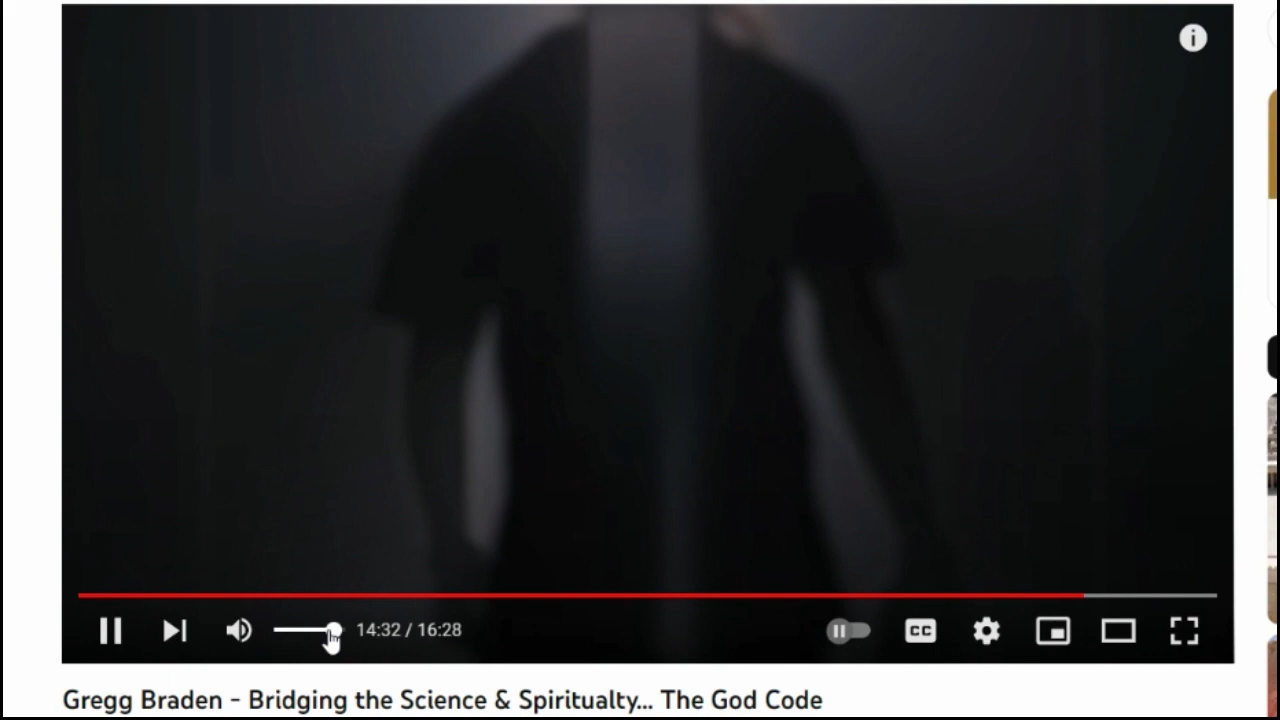 14:32 / 16:28
CC
Gregg Braden - Bridging the Science & Spiritualty... The God Code